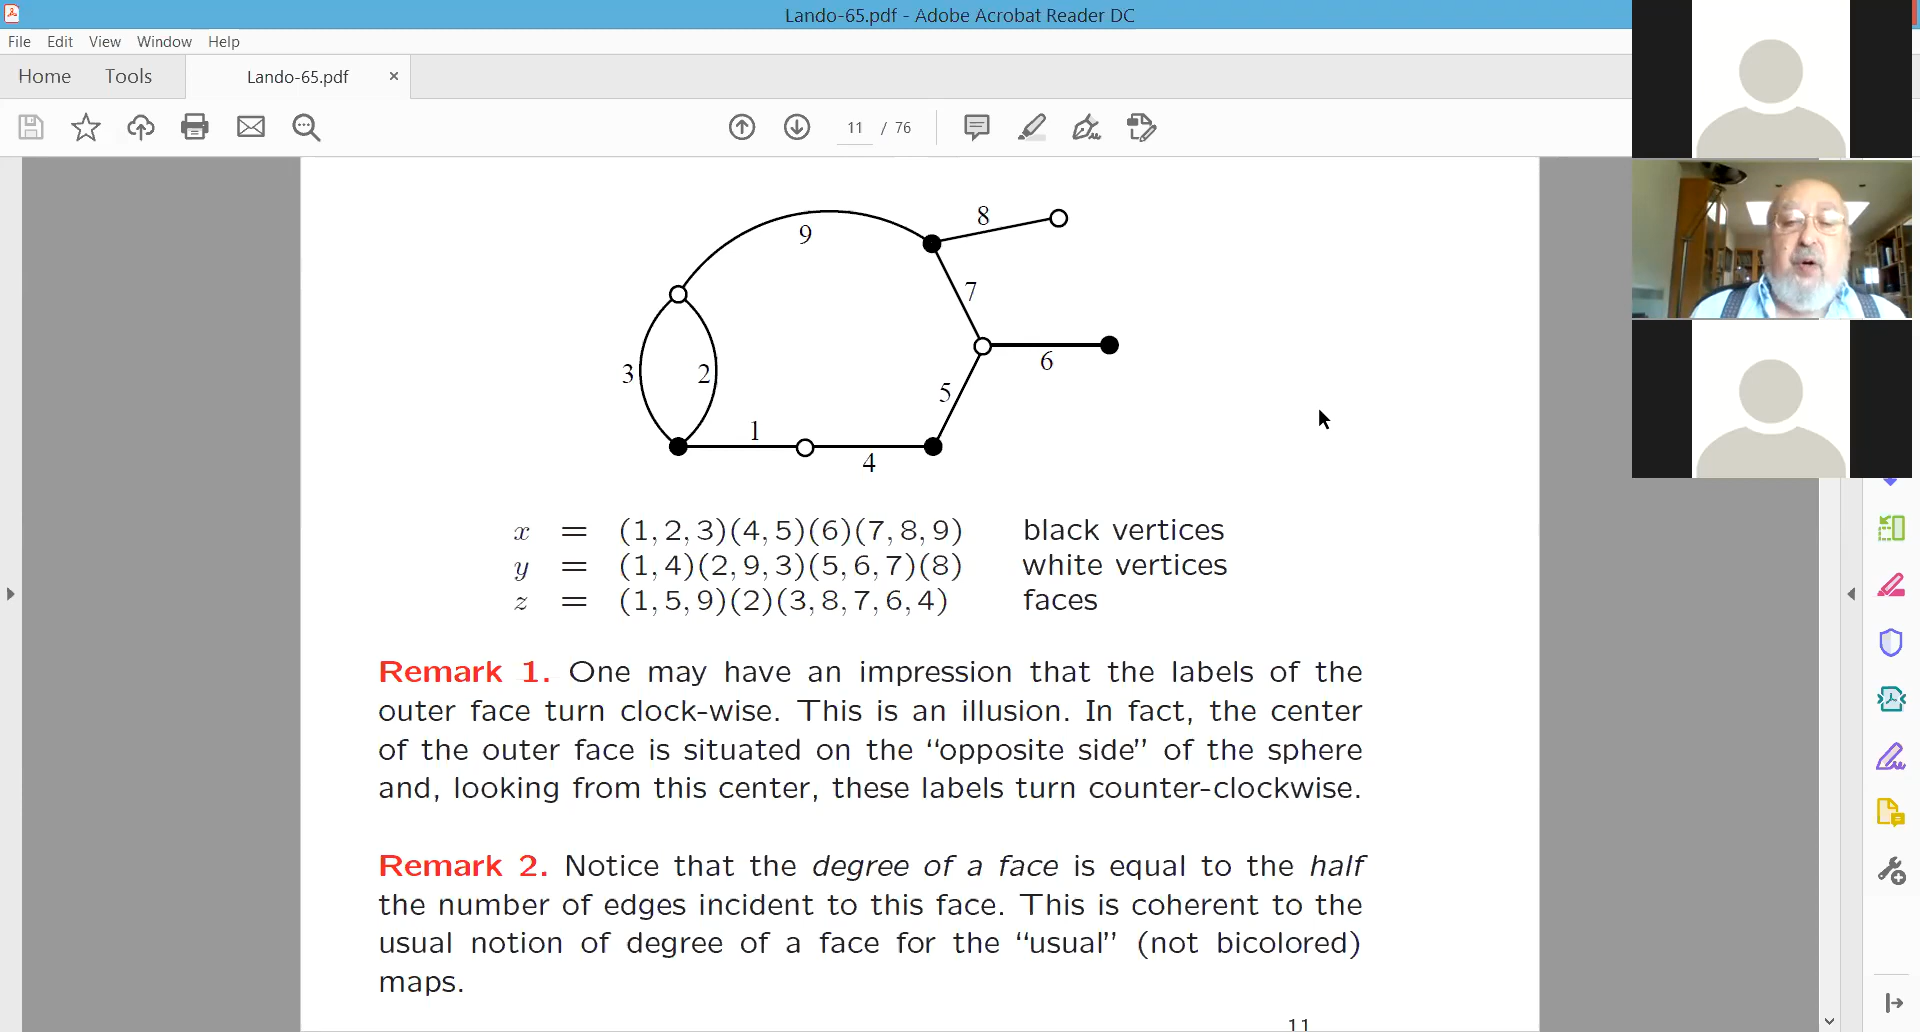 Lando-65.pdf - Adobe Acrobat Reader DC
File Edit View Window Help
Home Tools Lando-65.pdf ×
11 / 76
8
9
7
6
3 2
5
1
4
x = (1, 2, 3)(4, 5)(6)(7, 8, 9) black vertices
y = (1, 4)(2, 9, 3)(5, 6, 7)(8) white vertices
z = (1, 5, 9)(2)(3, 8, 7, 6, 4) faces
Remark 1. One may have an impression that the labels of the
outer face turn clock-wise. This is an illusion. In fact, the center
of the outer face is situated on the “opposite side” of the sphere
and, looking from this center, these labels turn counter-clockwise.
Remark 2. Notice that the degree of a face is equal to the half
the number of edges incident to this face. This is coherent to the
usual notion of degree of a face for the “usual” (not bicolored)
maps.
11